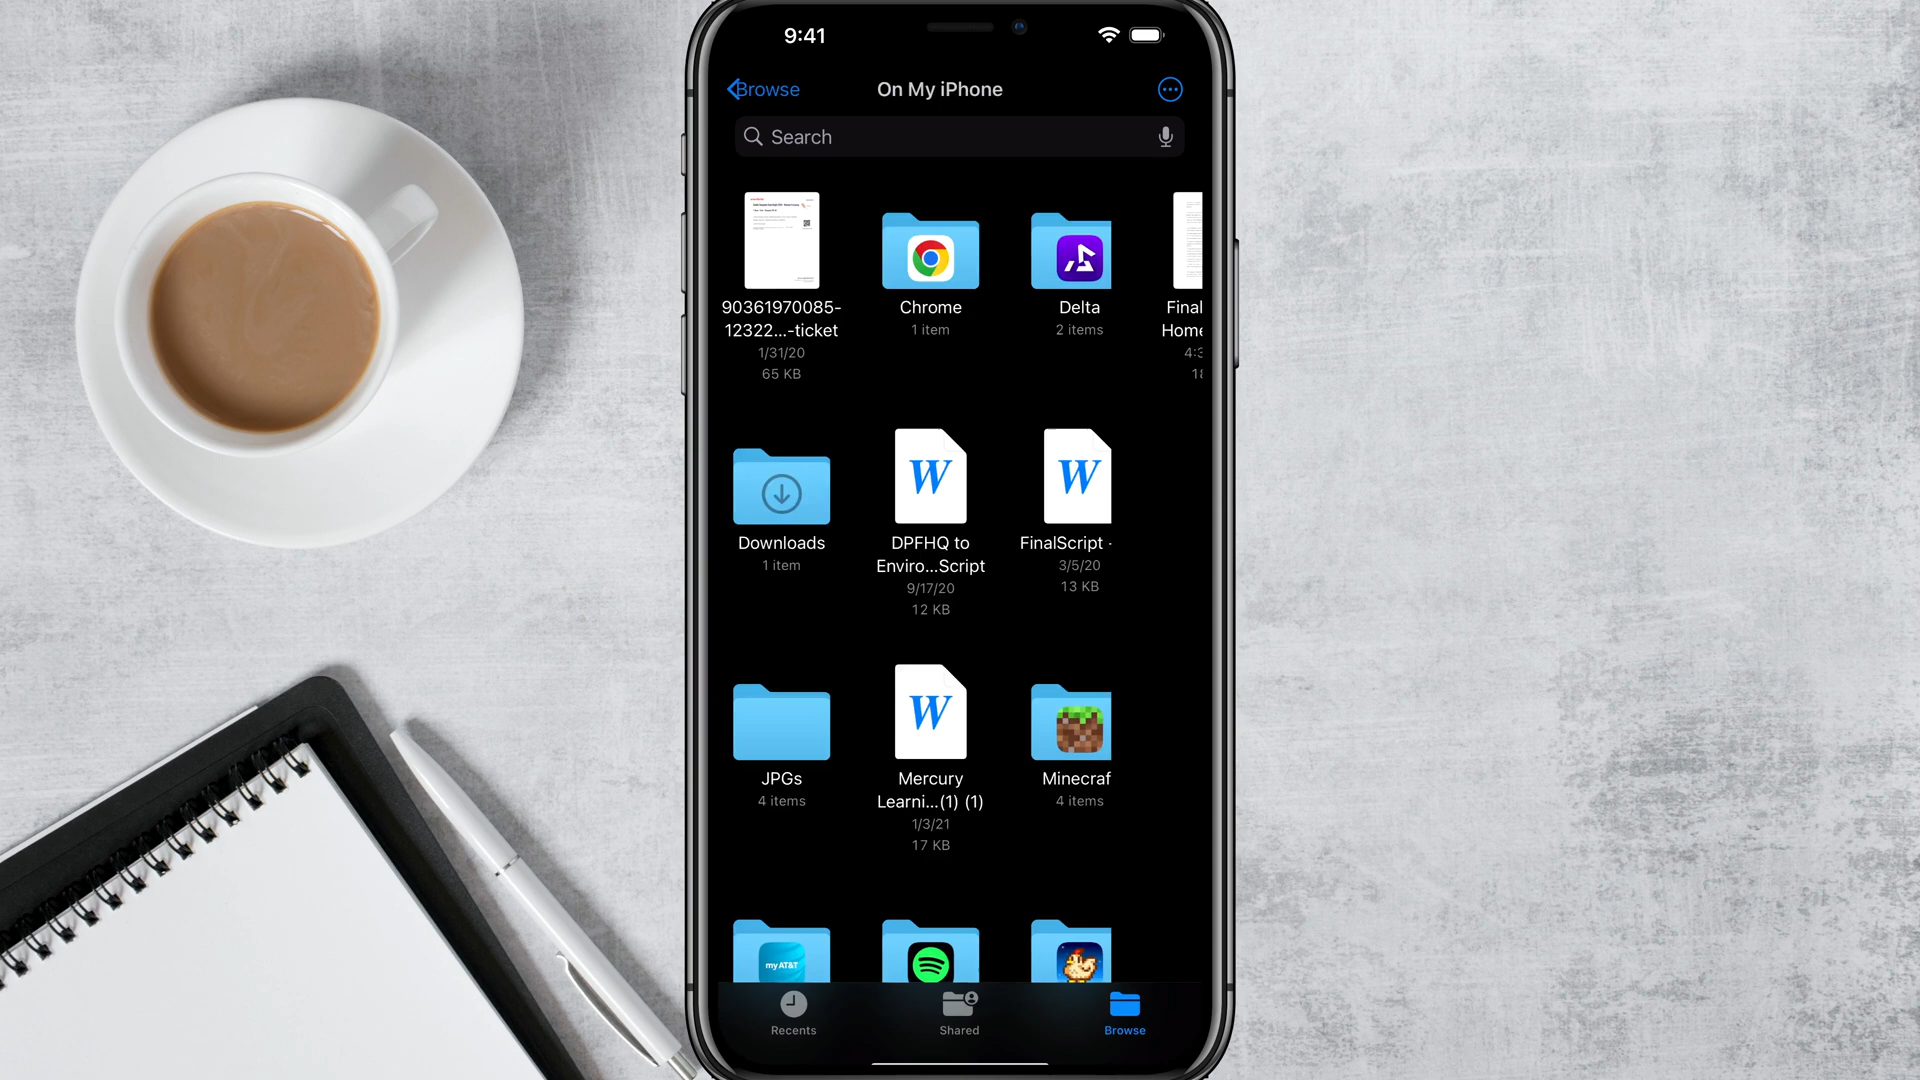 9:41
Browse
On My iPhone
Search
90361970085-
12322...-ticket
1/31/20
65 KB
Chrome
1 item
Delta
2 items
Final
Home
4:3
Downloads
1 item
DPFHQ to
Enviro...Script
9/17/20
12 KB
FinalScript ·
3/5/20
13 KB
JPGs
4 items
Mercury
Learni...(1) (1)
1/3/21
17 KB
Minecraf
4 items
my AT&T
Recents
Shared
Browse